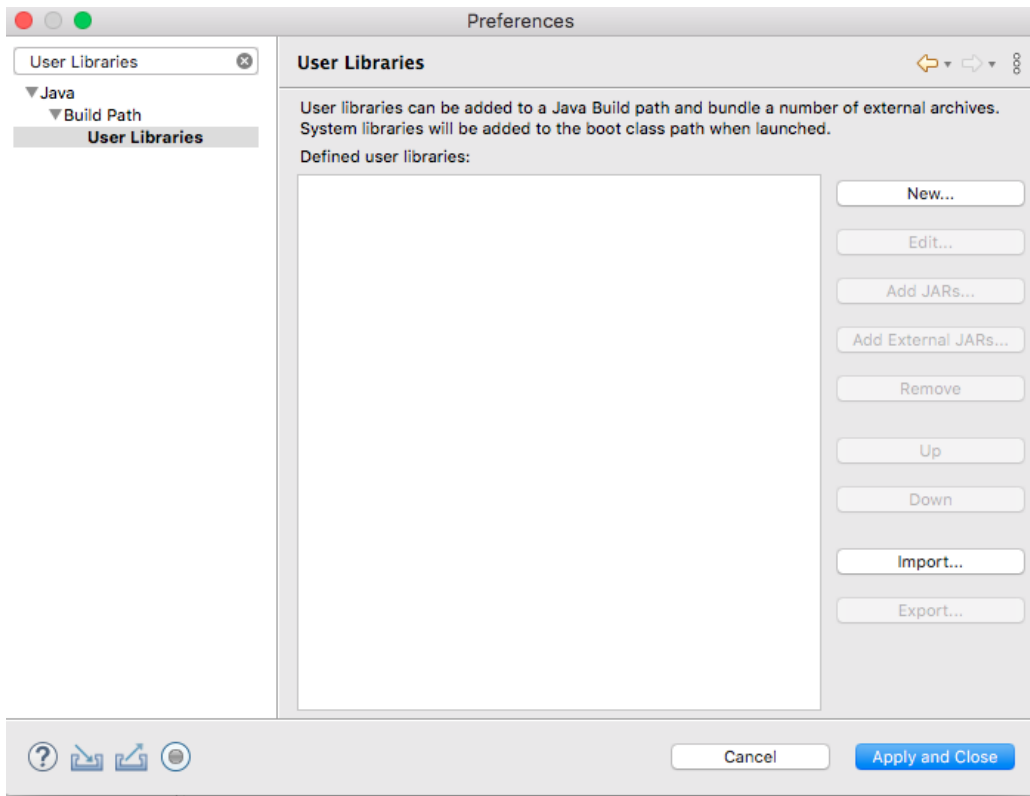 Preferences
User Libraries
Java
Build Path
User Libraries
User Libraries
User libraries can be added to a Java Build path and bundle a number of external archives.
System libraries will be added to the boot class path when launched.
Defined user libraries:
New...
Edit...
Add JARs...
Add External JARs...
Remove
Up
Down
Import...
Export...
?
Cancel
Apply and Close